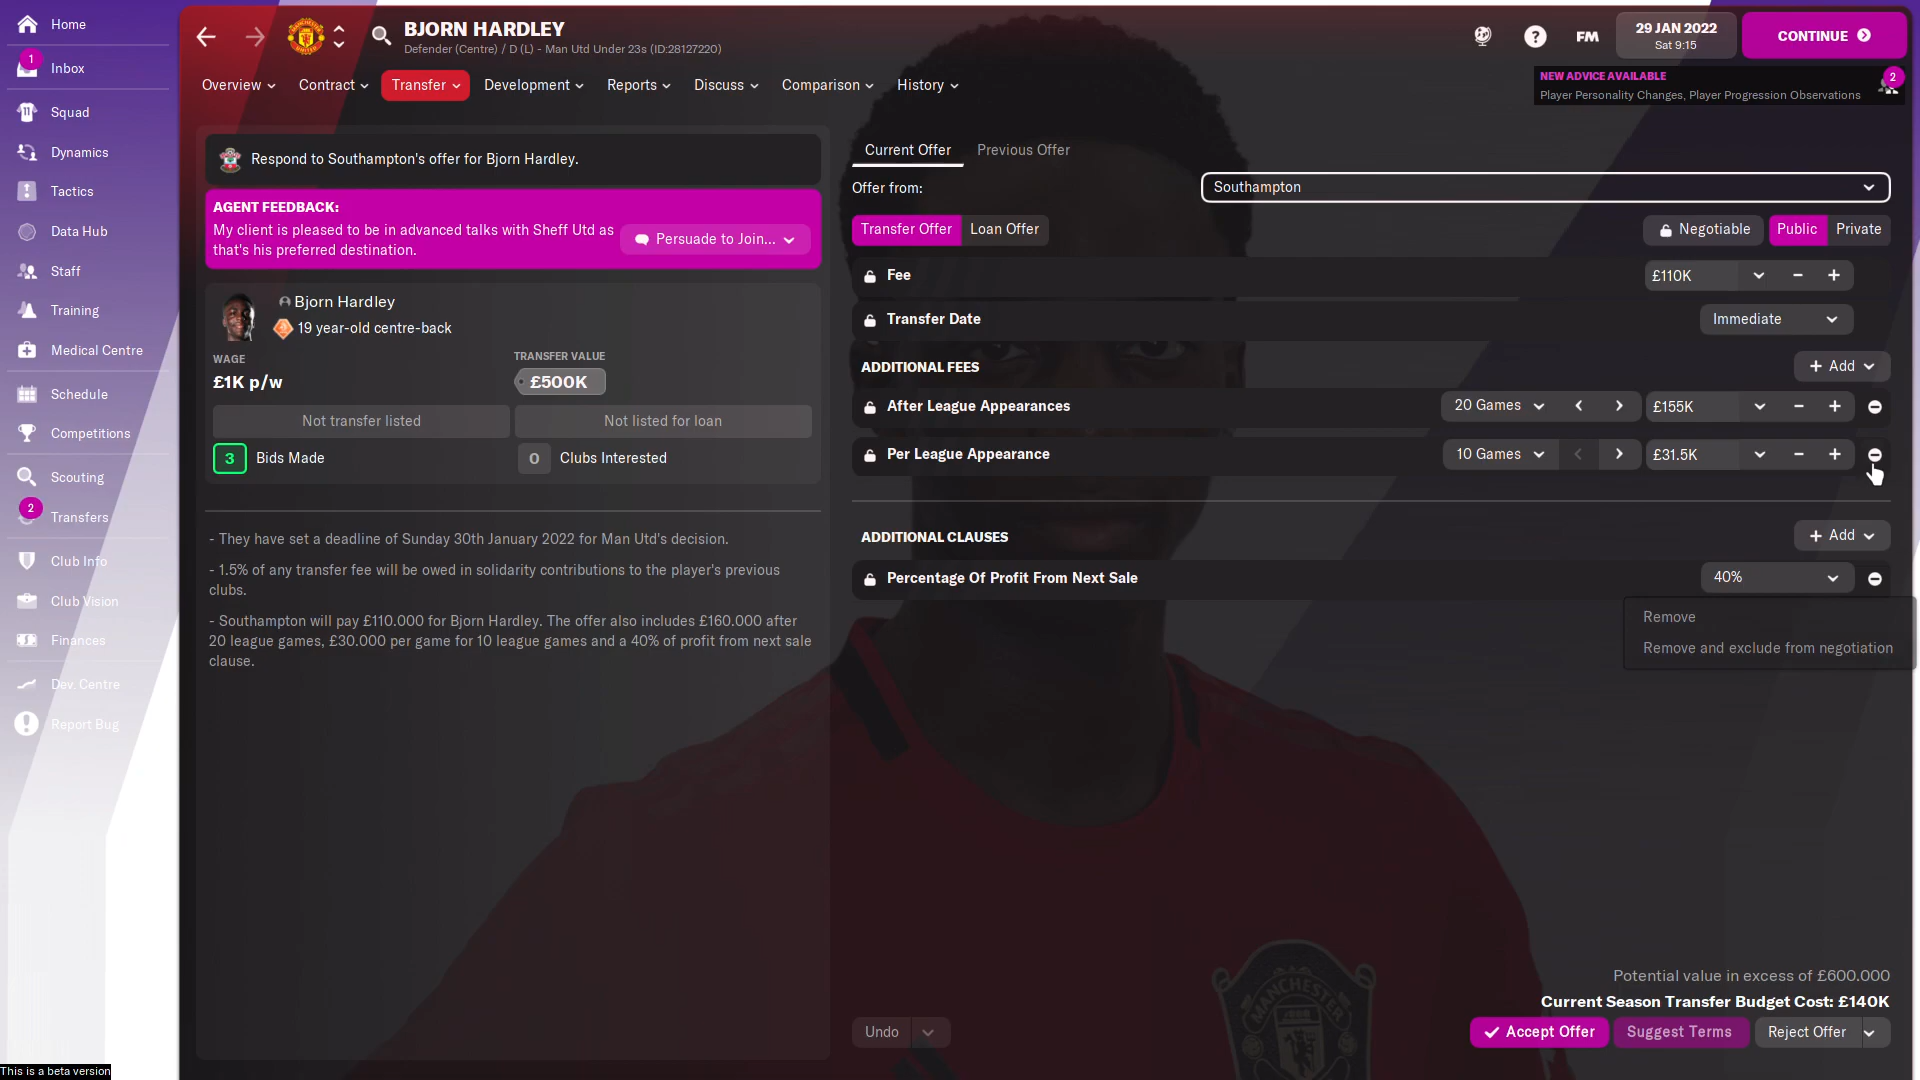 Home
1
Inbox
Squad
Dynamics
Tactics
Data Hub
Staff
Training
Medical Centre
Schedule
Competitions
Scouting
2
Transfers
Club Info
Club Vision
Finances
Dev. Centre
Report Bug
This is a beta version
BJORN HARDLEY
Defender (Centre) / D (L) - Man Utd Under 23s (ID:28127220)
FM
29 JAN 2022
Sat 9:15
CONTINUE
Overview
Contract
Transfer
Development
Reports
Discuss
Comparison
History
NEW ADVICE AVAILABLE
Player Personality Changes, Player Progression Observations
2
Respond to Southampton's offer for Bjorn Hardley.
AGENT FEEDBACK:
My client is pleased to be in advanced talks with Sheff Utd as
that's his preferred destination.
Persuade to Join...
Bjorn Hardley
19 year-old centre-back
WAGE
£1K p/w
TRANSFER VALUE
£500K
Not transfer listed
Not listed for loan
3 Bids Made
0 Clubs Interested
- They have set a deadline of Sunday 30th January 2022 for Man Utd's decision.
- 1.5% of any transfer fee will be owed in solidarity contributions to the player's previous
clubs.
- Southampton will pay £110.000 for Bjorn Hardley. The offer also includes £160.000 after
20 league games, £30.000 per game for 10 league games and a 40% of profit from next sale
clause.
Current Offer
Previous Offer
Offer from:
Southampton
Transfer Offer
Loan Offer
Negotiable
Public
Private
Fee
£110K
Transfer Date
Immediate
ADDITIONAL FEES
Add
After League Appearances
20 Games
£155K
Per League Appearance
10 Games
£31.5K
ADDITIONAL CLAUSES
Add
Percentage Of Profit From Next Sale
40%
Remove
Remove and exclude from negotiation
MANCHESTER
Potential value in excess of £600.000
Current Season Transfer Budget Cost: £140K
Undo
Accept Offer
Suggest Terms
Reject Offer